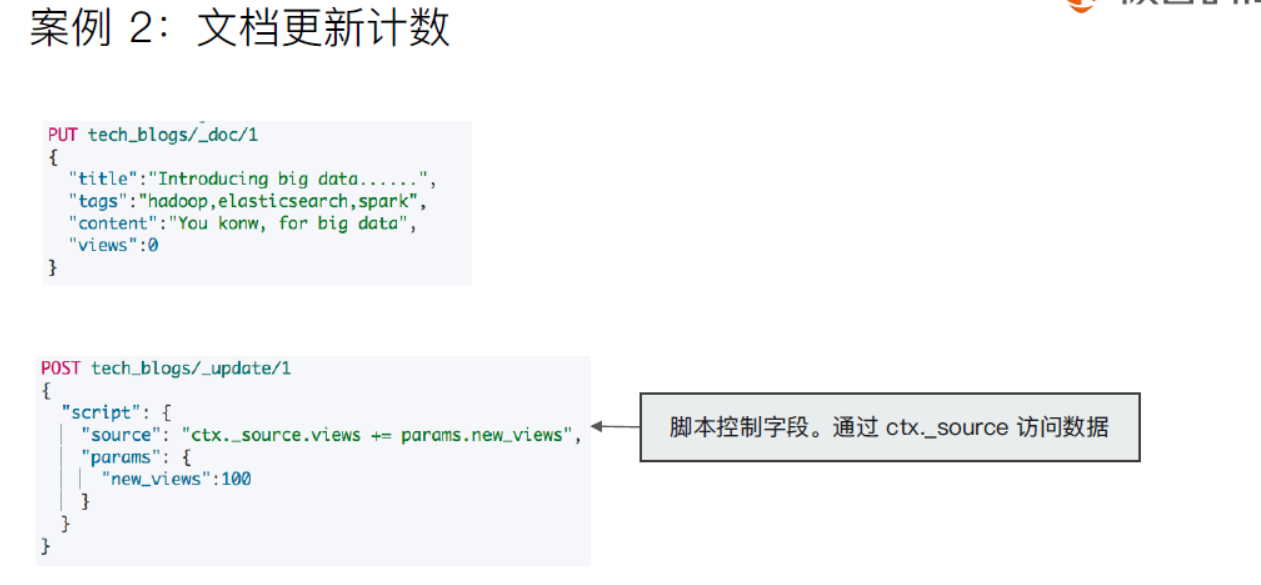 案例 2：文档更新计数
PUT tech_blogs/_doc/1
{
"title":"Introducing big data......",
"tags":"hadoop,elasticsearch,spark",
"content":"You konw, for big data",
"views":0
}
POST tech_blogs/_update/1
{
"script": {
"source": "ctx._source.views += params.new_views",
"params": {
"new_views":100
}
}
}
脚本控制字段。通过 ctx._source 访问数据